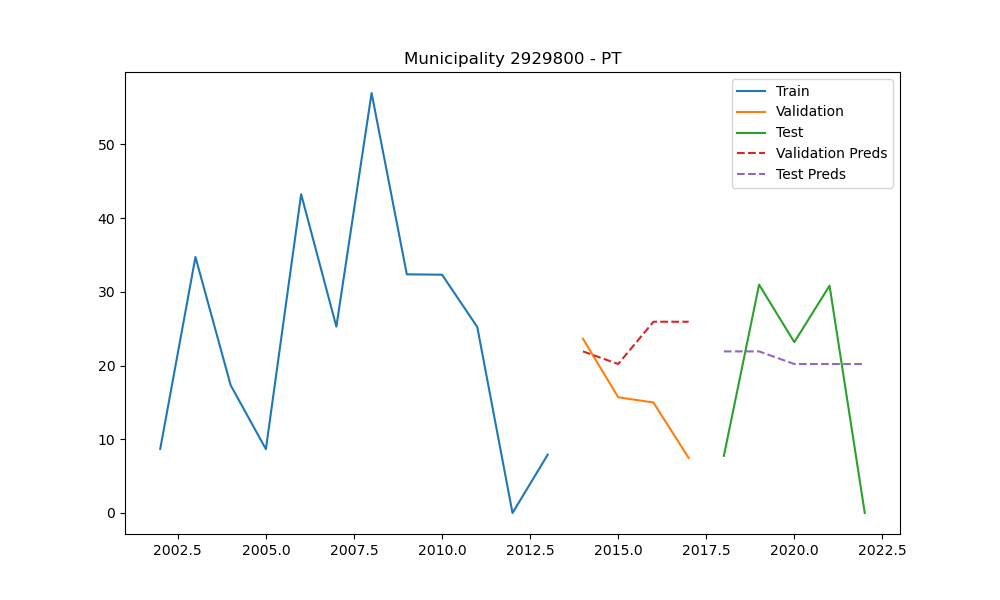 Municipality 2929800 - PT
Train
Validation
Test
Validation Preds
Test Preds
50
40
30
20
10
0
2002.5 2005.0 2007.5 2010.0 2012.5 2015.0 2017.5 2020.0 2022.5